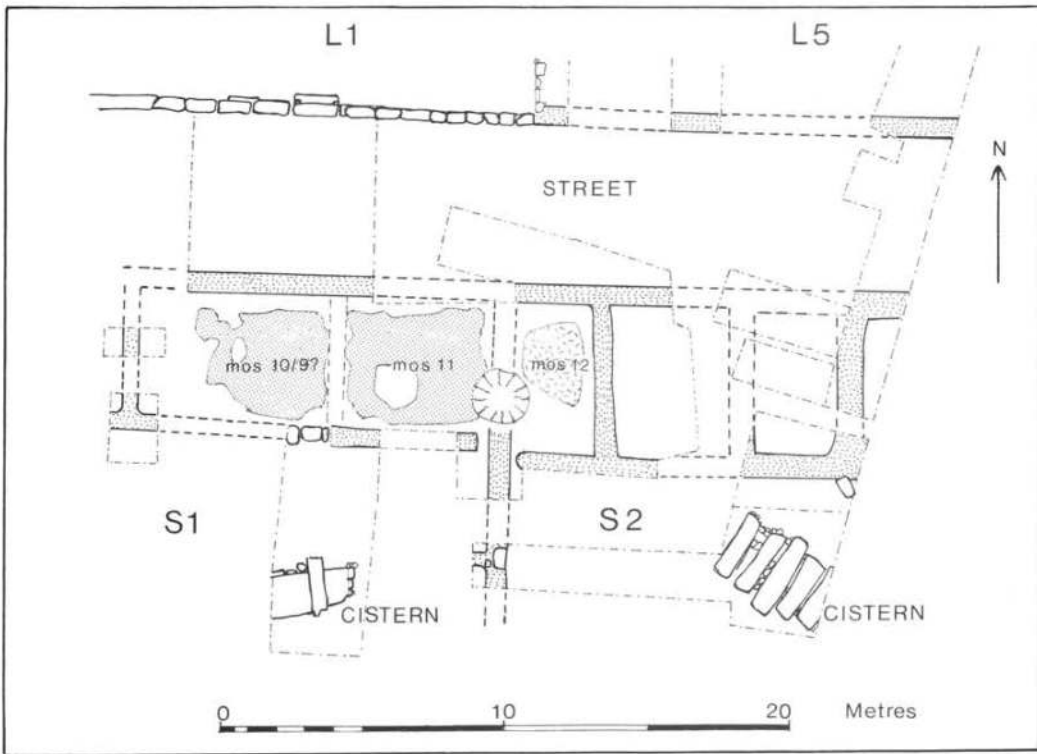 L1
L5
N
STREET
mos 10/9?
mos 11
mos 12
S1
S2
CISTERN
CISTERN
0
10
20
Metres